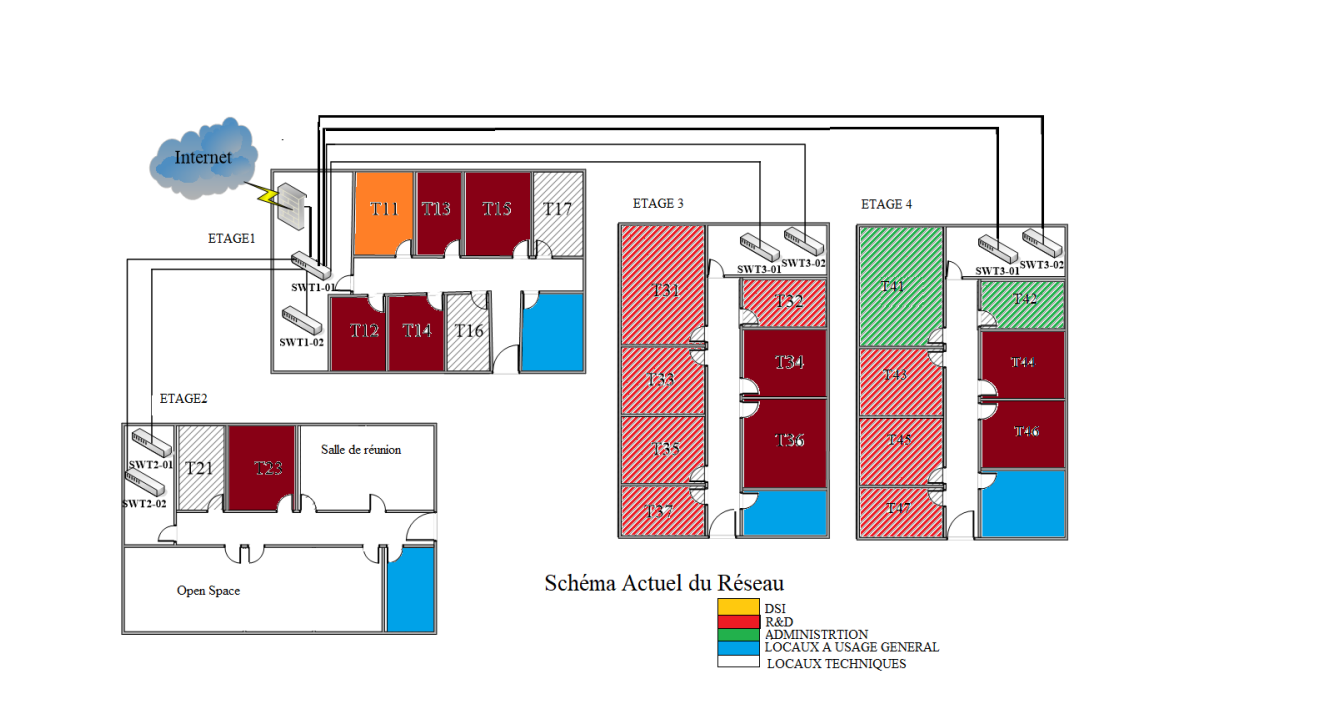 Internet
ETAGE1
T11
T13
T15
T17
SWT1-01
SWT1-02
T12
T14
T16
ETAGE2
SWT2-01
SWT2-02
T21
T23
Salle de réunion
Open Space
ETAGE 3
SWT3-01
SWT3-02
T31
T32
T33
T34
T35
T36
T37
ETAGE 4
SWT3-01
SWT3-02
T41
T42
T43
T44
T45
T46
T47
Schéma Actuel du Réseau
DSI
R&D
ADMINISTRTION
LOCAUX A USAGE GENERAL
LOCAUX TECHNIQUES